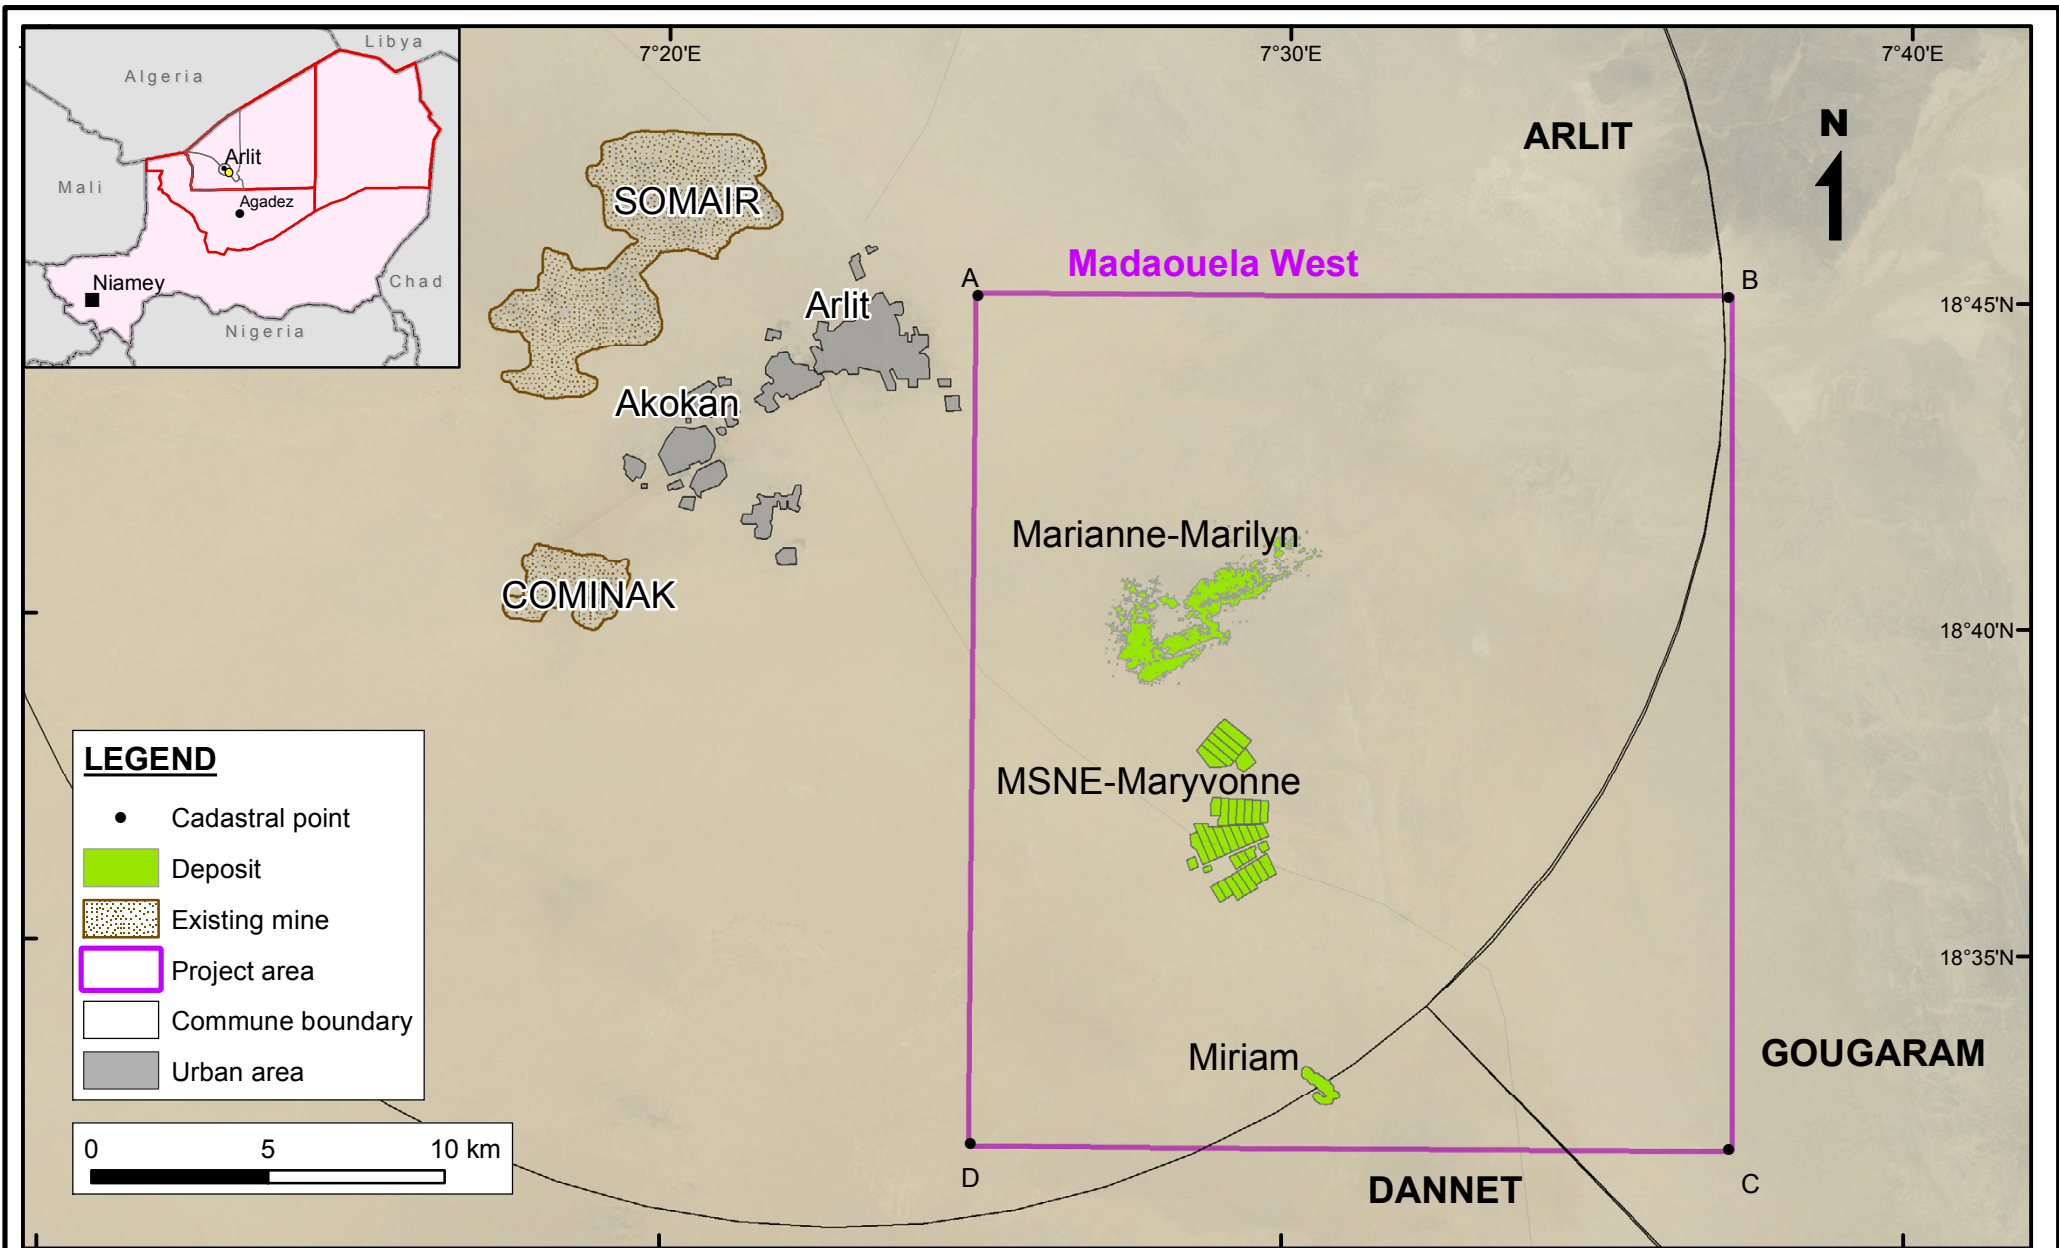 7°20'E
7°30'E
7°40'E
Libya
Algeria
Arlit
Mali
Agadez
Niamey
Chad
Nigeria
ARLIT
N
SOMAIR
Madaouela West
A
B
18°45'N
Arlit
Akokan
Marianne-Marilyn
COMINAK
18°40'N
MSNE-Maryvonne
LEGEND
Cadastral point
Deposit
Existing mine
Project area
Commune boundary
Urban area
18°35'N
GOUGARAM
Miriam
0 5 10 km
D
DANNET
C